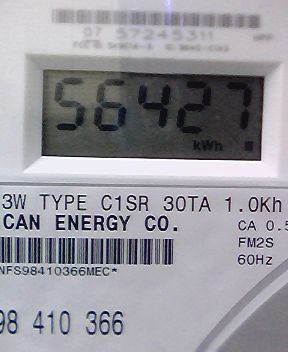 07 57245311
56427
kWh
3W TYPE C1SR 30TA 1.0Kh
CAN ENERGY CO.
CA 0.5
FM2S
60Hz
NFS98410366MEC*
98 410 366